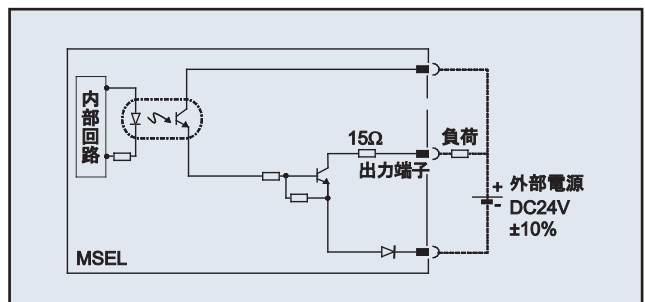 内部回路
15Ω
負荷
出力端子
+ 外部電源
- DC24V
±10%
MSEL